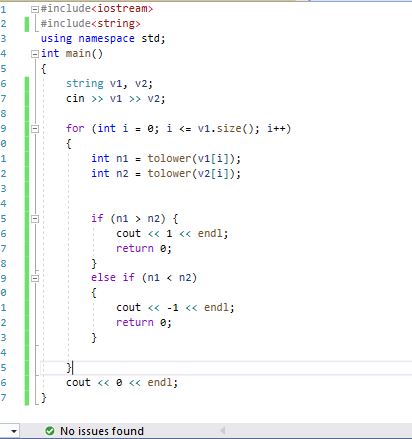 1 #include<iostream>
2 #include<string>
3 using namespace std;
4 int main()
5 {
6 string v1, v2;
7 cin >> v1 >> v2;
8
9 for (int i = 0; i <= v1.size(); i++)
0 {
1 int n1 = tolower(v1[i]);
2 int n2 = tolower(v2[i]);
3
4
5 if (n1 > n2) {
6 cout << 1 << endl;
7 return 0;
8 }
9 else if (n1 < n2)
0 {
1 cout << -1 << endl;
2 return 0;
3 }
4
5 }
6 cout << 0 << endl;
7 }
No issues found